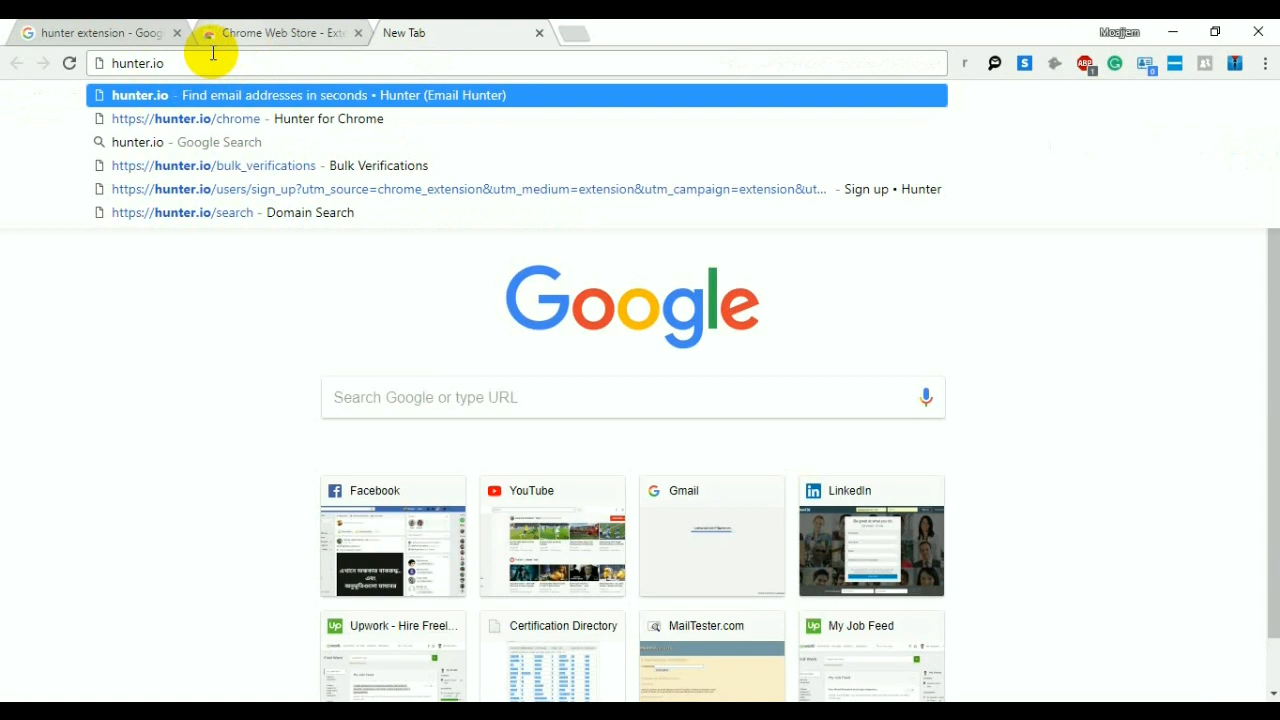 hunter extension - Goog
Chrome Web Store - Exte
New Tab
Moajjem
hunter.io
hunter.io - Find email addresses in seconds • Hunter (Email Hunter)
https://hunter.io/chrome - Hunter for Chrome
hunter.io - Google Search
https://hunter.io/bulk_verifications - Bulk Verifications
https://hunter.io/users/sign_up?utm_source=chrome_extension&utm_medium=extension&utm_campaign=extension&ut... - Sign up • Hunter
https://hunter.io/search - Domain Search
Google
Search Google or type URL
Facebook
YouTube
Gmail
LinkedIn
Upwork - Hire Freel...
Certification Directory
MailTester.com
My Job Feed